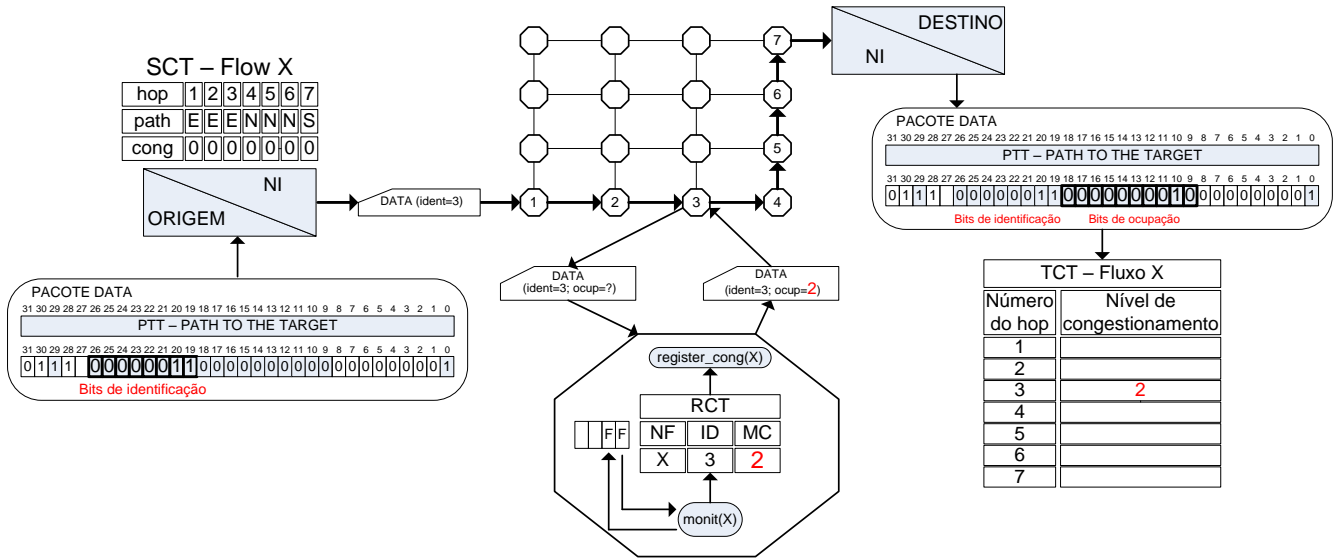 SCT – Flow X
hop 1 2 3 4 5 6 7
path E E E N N N S
cong 0 0 0 0 0 0 0
NI
ORIGEM
DATA (ident=3)
PACOTE DATA
31 30 29 28 27 26 25 24 23 22 21 20 19 18 17 16 15 14 13 12 11 10 9 8 7 6 5 4 3 2 1 0
PTT – PATH TO THE TARGET
31 30 29 28 27 26 25 24 23 22 21 20 19 18 17 16 15 14 13 12 11 10 9 8 7 6 5 4 3 2 1 0
0 1 1 1 0 0 0 0 0 0 1 1 0 0 0 0 0 0 0 0 0 0 0 0 0 0 0 0 0 0 1
Bits de identificação
7
6
5
1 2 3 4
DATA
(ident=3; ocup=?)
DATA
(ident=3; ocup=2)
register_cong(X)
RCT
F F
NF ID MC
X 3 2
monit(X)
DESTINO
NI
PACOTE DATA
31 30 29 28 27 26 25 24 23 22 21 20 19 18 17 16 15 14 13 12 11 10 9 8 7 6 5 4 3 2 1 0
PTT – PATH TO THE TARGET
31 30 29 28 27 26 25 24 23 22 21 20 19 18 17 16 15 14 13 12 11 10 9 8 7 6 5 4 3 2 1 0
0 1 1 1 0 0 0 0 0 0 1 1 0 0 0 0 0 0 0 0 1 0 0 0 0 0 0 0 0 0 1
Bits de identificação Bits de ocupação
TCT – Fluxo X
Número do hop
Nível de congestionamento
1
2
3 2
4
5
6
7